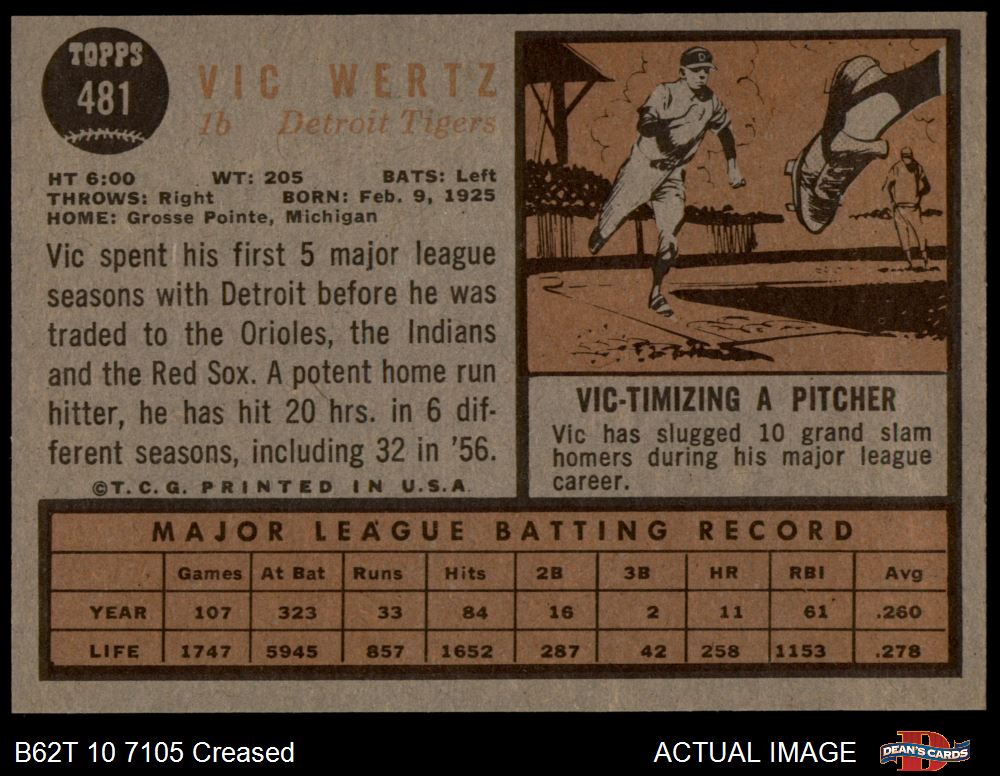 TOPPS
481
VIC WERTZ
1b Detroit Tigers
HT 6:00 WT: 205 BATS: Left
THROWS: Right BORN: Feb. 9, 1925
HOME: Grosse Pointe, Michigan
Vic spent his first 5 major league
seasons with Detroit before he was
traded to the Orioles, the Indians
and the Red Sox. A potent home run
hitter, he has hit 20 hrs. in 6 dif-
ferent seasons, including 32 in '56.
©T.C.G. PRINTED IN U.S.A.
D
VIC-TIMIZING A PITCHER
Vic has slugged 10 grand slam
homers during his major league
career.
MAJOR LEAGUE BATTING RECORD
Games At Bat Runs Hits 2B 3B HR RBI Avg
YEAR 107 323 33 84 16 2 11 61 .260
LIFE 1747 5945 857 1652 287 42 258 1153 .278
B62T 10 7105 Creased
ACTUAL IMAGE
DEAN'S CARDS